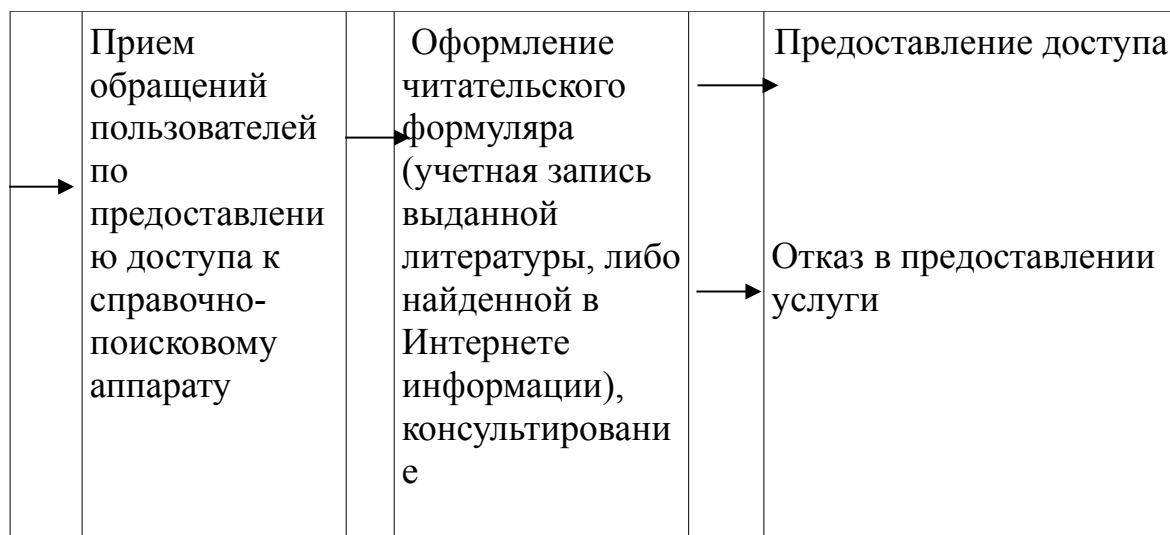 Прием
обращений
пользователей
по
предоставлени
ю доступа к
справочно-
поисковому
аппарату
Оформление
читательского
формуляра
(учетная запись
выданной
литературы, либо
найденной в
Интернете
информации),
консультировани
е
Предоставление доступа
Отказ в предоставлении
услуги